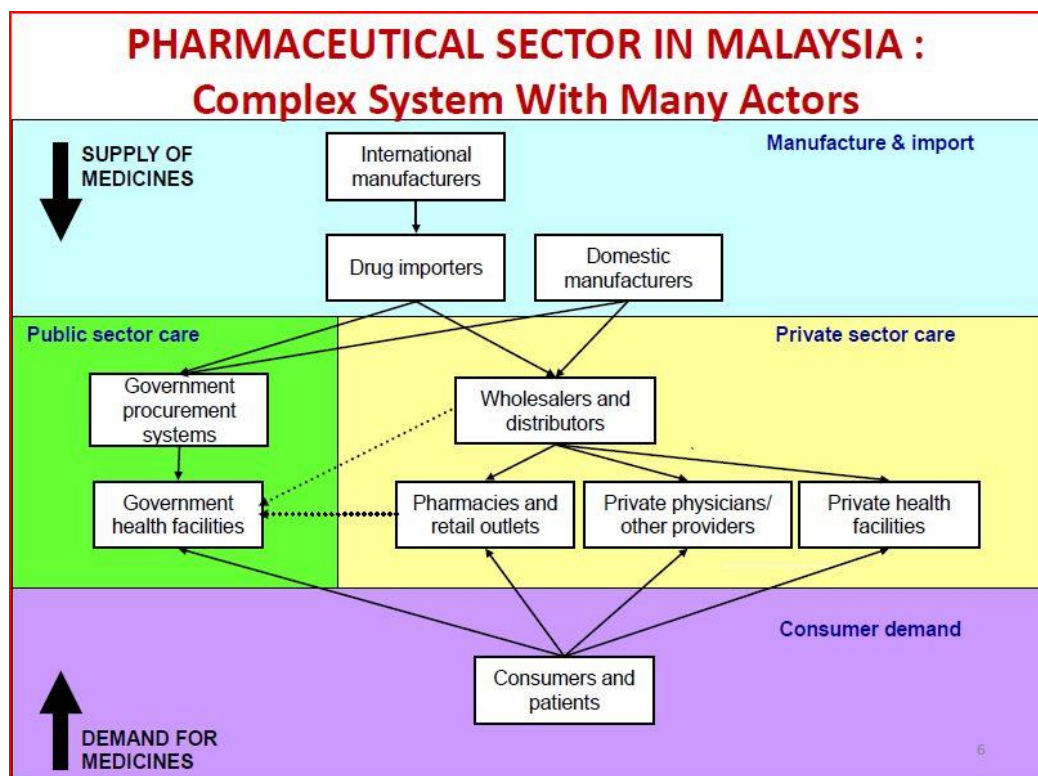 PHARMACEUTICAL SECTOR IN MALAYSIA :
Complex System With Many Actors
SUPPLY OF
MEDICINES
International
manufacturers
Manufacture & import
Drug importers
Domestic
manufacturers
Public sector care
Private sector care
Government
procurement
systems
Wholesalers and
distributors
Government
health facilities
Pharmacies and
retail outlets
Private physicians/
other providers
Private health
facilities
Consumer demand
Consumers and
patients
DEMAND FOR
MEDICINES
6